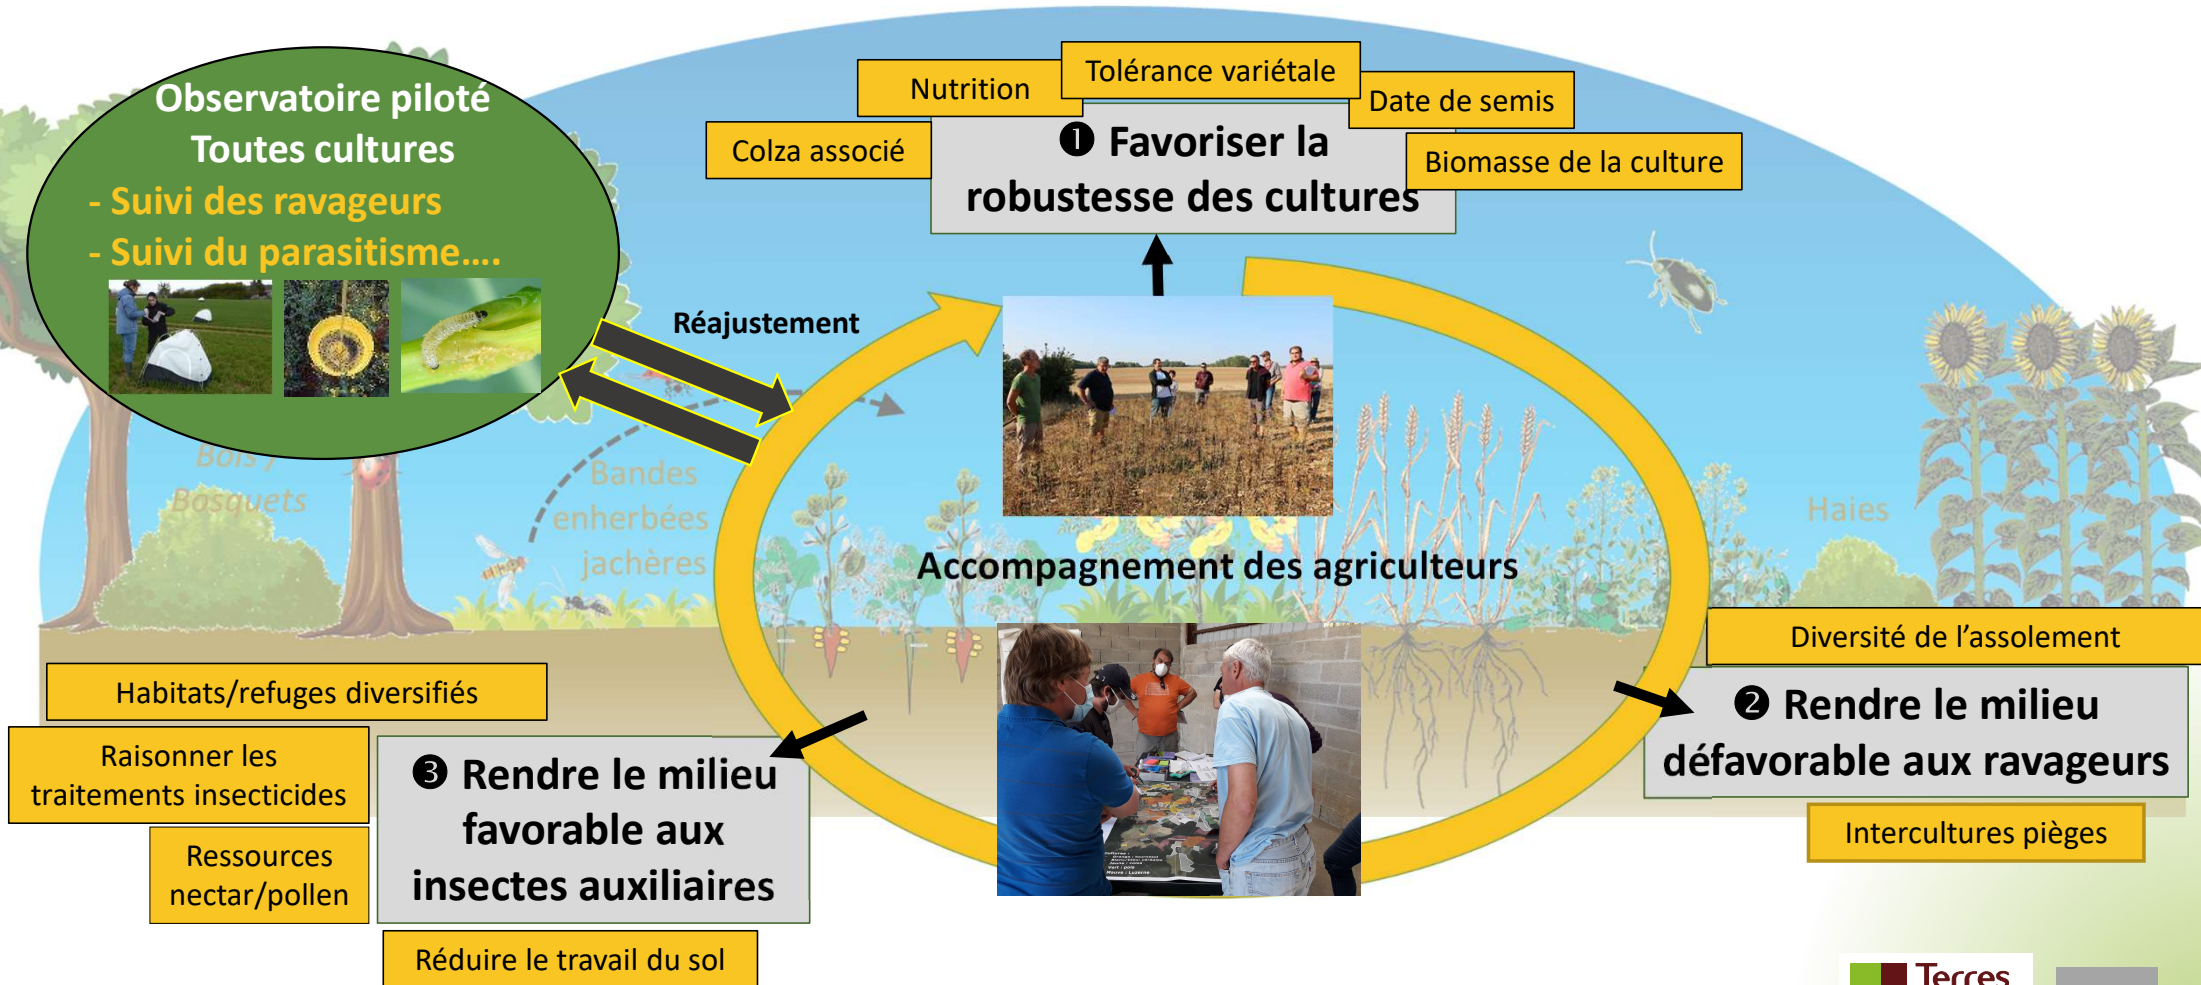 Observatoire piloté
Toutes cultures
- Suivi des ravageurs
- Suivi du parasitisme....
Nutrition
Tolérance variétale
Date de semis
Colza associé
Biomasse de la culture
❶ Favoriser la
robustesse des cultures
Réajustement
Bois /
Bosquets
Bandes
enherbées
jachères
Haies
Accompagnement des agriculteurs
Diversité de l'assolement
❷ Rendre le milieu
défavorable aux ravageurs
Intercultures pièges
Habitats/refuges diversifiés
Raisonner les
traitements insecticides
Ressources
nectar/pollen
❸ Rendre le milieu
favorable aux
insectes auxiliaires
Réduire le travail du sol
Terres